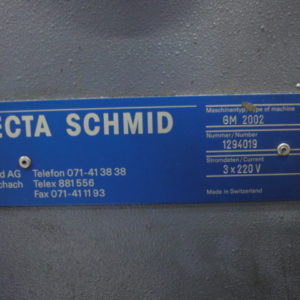 ECTA SCHMID
d AG Telefon 071-41 38 38
chach Telex 881 556
Fax 071-41 11 93
Maschinentyp/Type of machine
GM 2002
Nummer/Number
1294019
Stromdaten/Current
3 x 220 V
Made in Switzerland